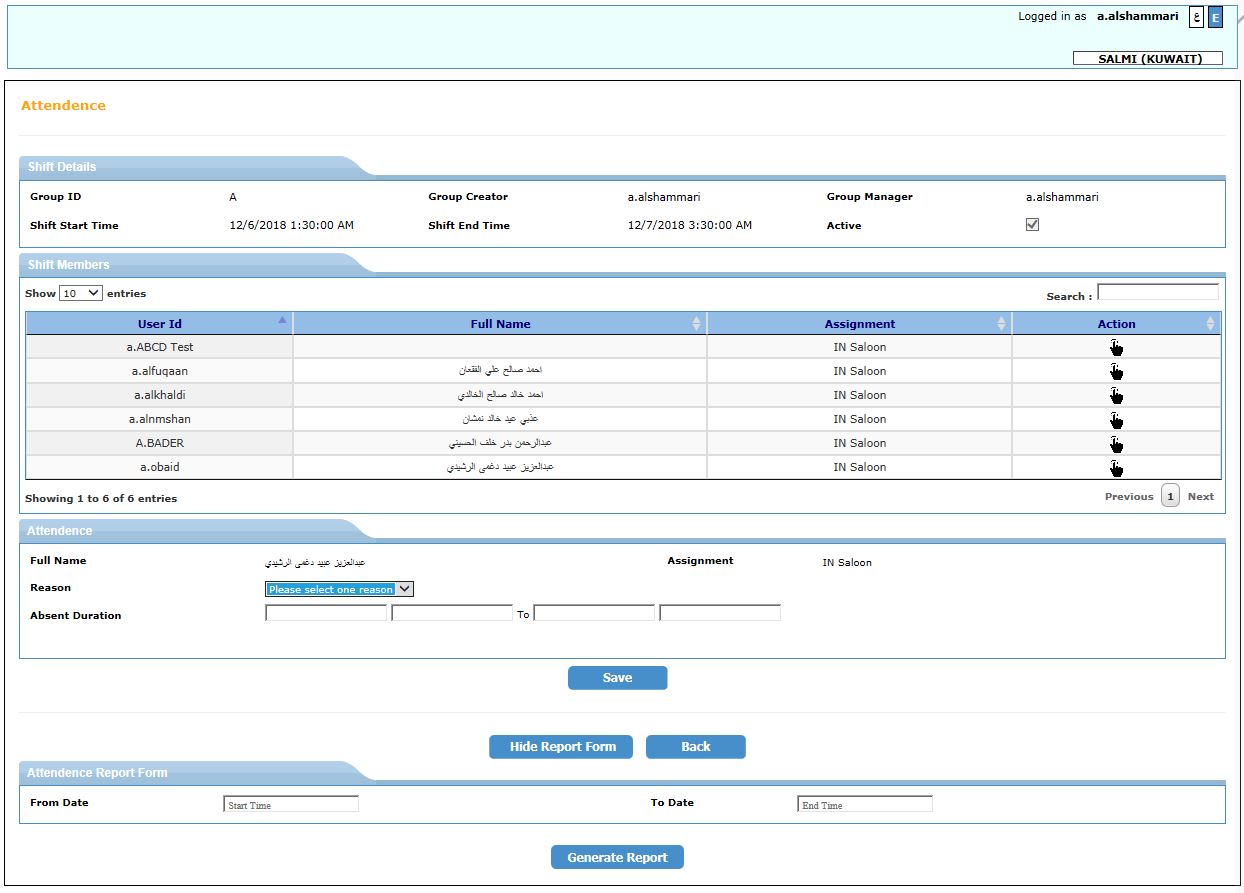 Logged in as a.alshammari ع E
SALMI (KUWAIT)
Attendence
Shift Details
Group ID A Group Creator a.alshammari Group Manager a.alshammari
Shift Start Time 12/6/2018 1:30:00 AM Shift End Time 12/7/2018 3:30:00 AM Active
Shift Members
Show 10 entries Search :
User Id Full Name Assignment Action
a.ABCD Test IN Saloon
a.alfuqaan احمد صالح علي الفقعان IN Saloon
a.alkhaldi احمد خالد صالح الخالدي IN Saloon
a.alnmshan عذبي عيد خالد نمشان IN Saloon
A.BADER عبدالرحمن بدر خلف الحسيني IN Saloon
a.obaid عبدالعزيز عبيد دغمى الرشيدي IN Saloon
Showing 1 to 6 of 6 entries Previous 1 Next
Attendence
Full Name عبدالعزيز عبيد دغمى الرشيدي Assignment IN Saloon
Reason Please select one reason
Absent Duration To
Save
Hide Report Form Back
Attendence Report Form
From Date Start Time To Date End Time
Generate Report